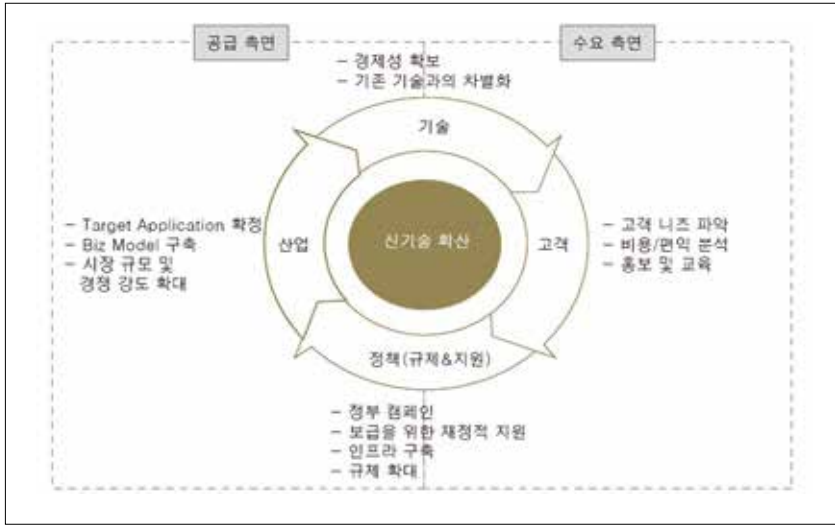 공급 측면
수요 측면
- 경제성 확보
- 기존 기술과의 차별화
기술
- Target Application 확정
- Biz Model 구축
- 시장 규모 및
경쟁 강도 확대
산업
신기술 확산
고객
- 고객 니즈 파악
- 비용/편익 분석
- 홍보 및 교육
정책(규제&지원)
- 정부 캠페인
- 보급을 위한 재정적 지원
- 인프라 구축
- 규제 확대